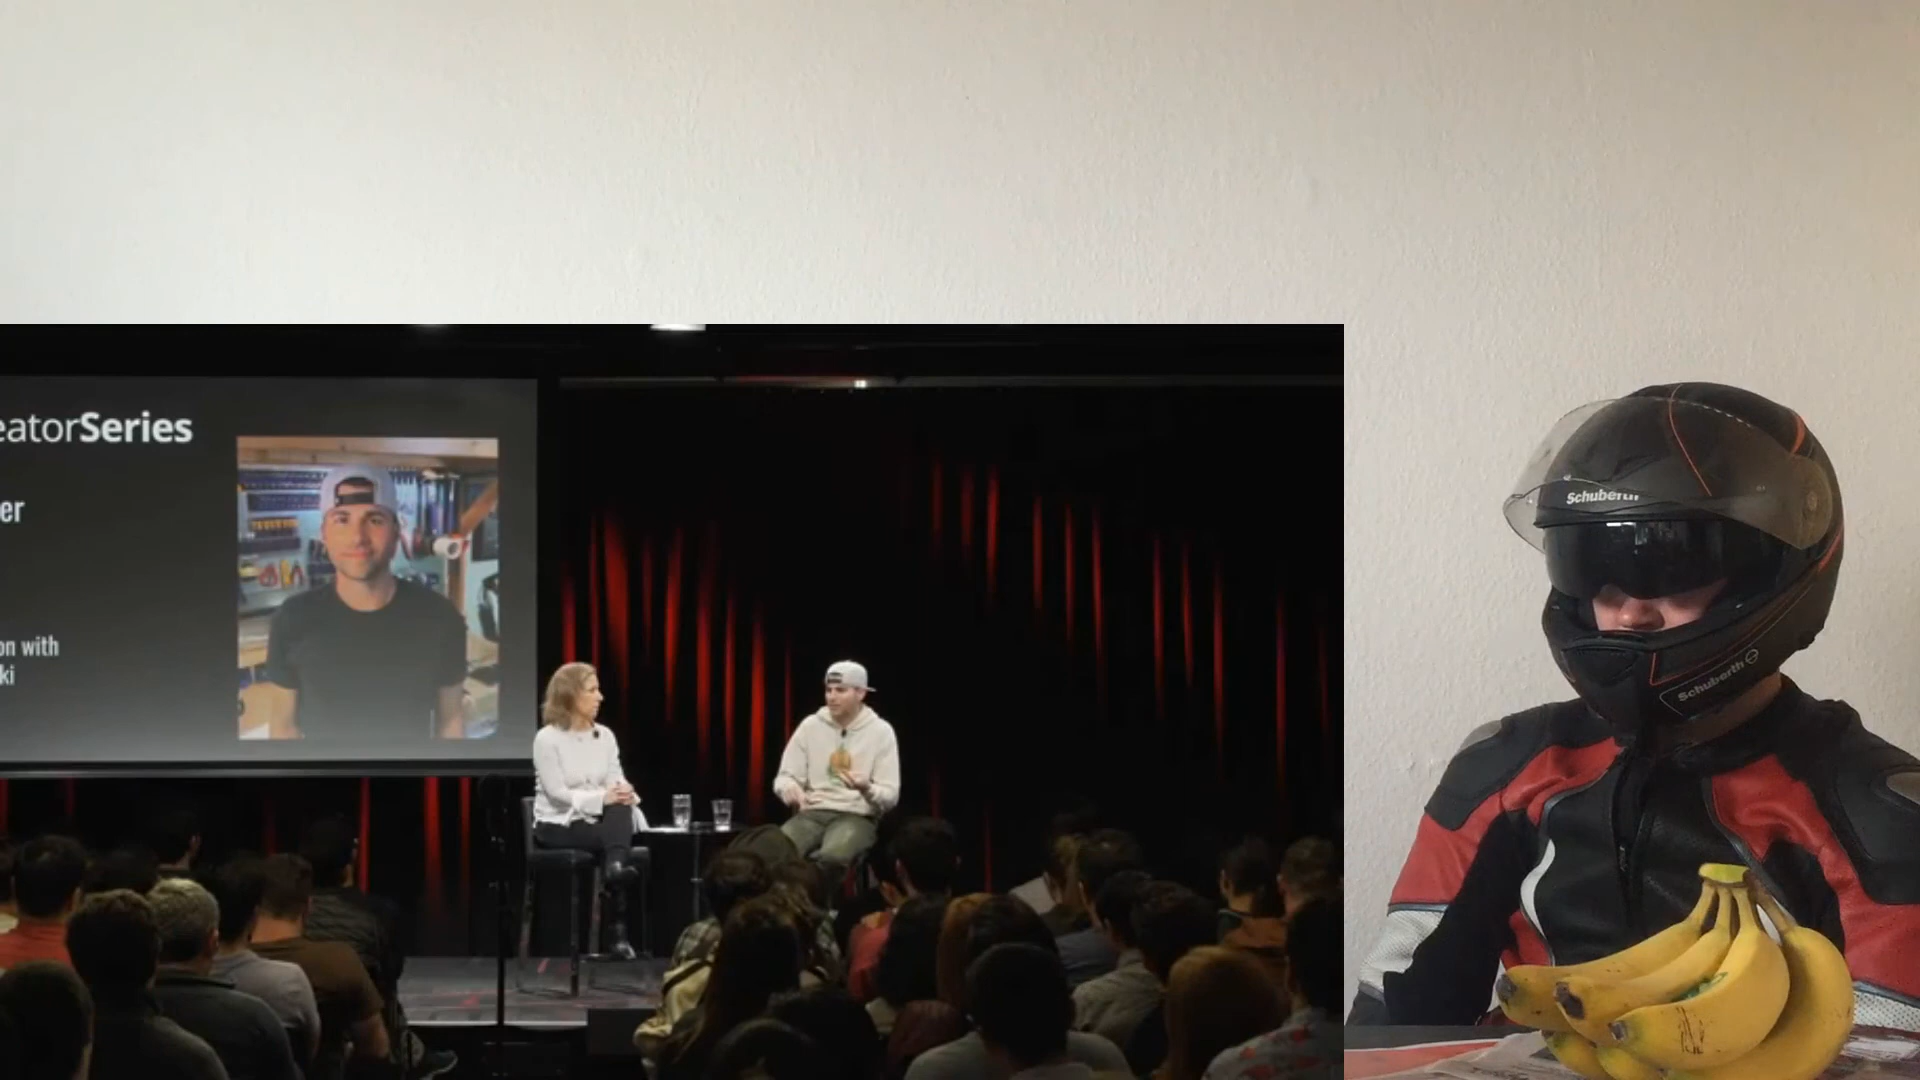 eatorSeries
er
on with
ki
Schuberth
Schuberth